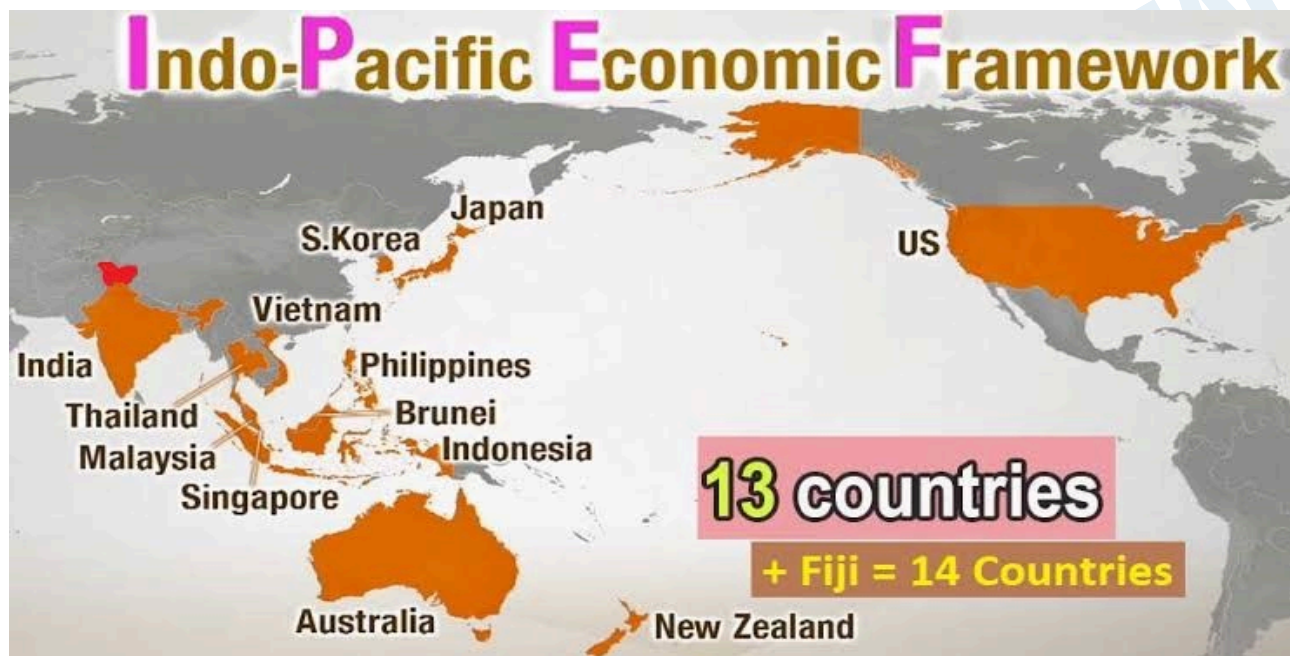 Indo-Pacific Economic Framework
Japan
S.Korea
US
Vietnam
India
Philippines
Thailand
Brunei
Malaysia
Indonesia
Singapore
13 countries
+ Fiji = 14 Countries
Australia
New Zealand